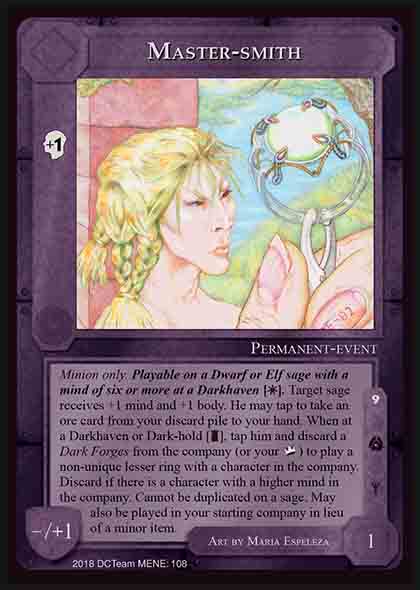 MASTER-SMITH
+1
PERMANENT-EVENT
Minion only. Playable on a Dwarf or Elf sage with a
mind of six or more at a Darkhaven [ ]. Target sage
receives +1 mind and +1 body. He may tap to take an
ore card from your discard pile to your hand. When at
a Darkhaven or Dark-hold [ ], tap him and discard a
Dark Forges from the company (or your ) to play a
non-unique lesser ring with a character in the company.
Discard if there is a character with a higher mind in
the company. Cannot be duplicated on a sage. May
also be played in your starting company in lieu
of a minor item.
9
–/+1
ART BY MARIA ESPELEZA
1
2018 DCTeam MENE: 108